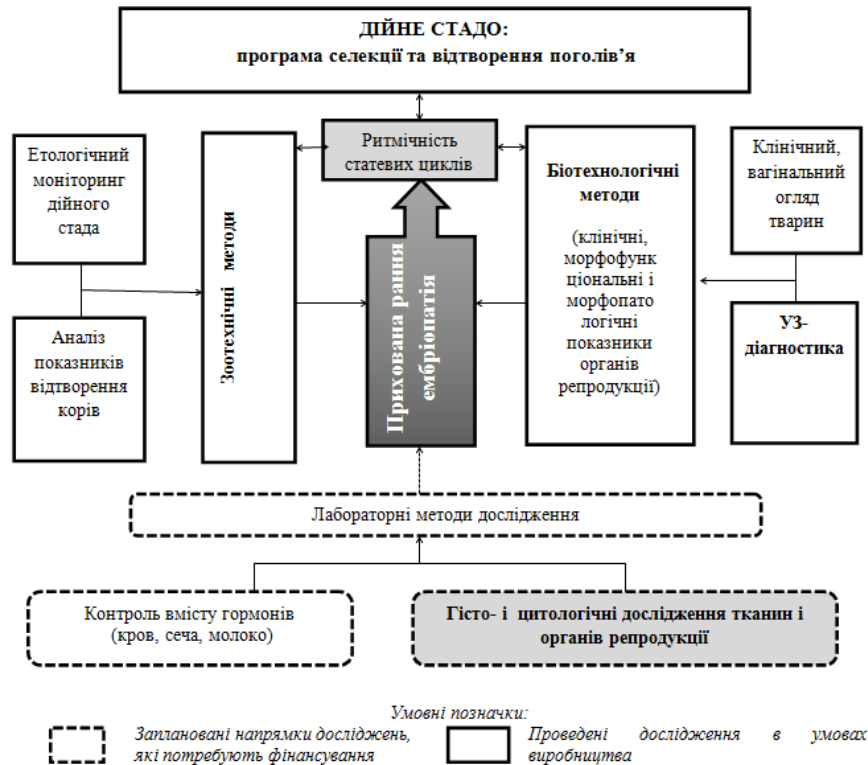 ДІЙНЕ СТАДО:
програма селекції та відтворення поголів’я
Ритмічність
статевих циклів
Етологічний
моніторинг
дійного
стада
Аналіз
показників
відтворення
корів
Зоотехнічні методи
Прихована рання
ембріопатія
Біотехнологічні
методи
(клінічні,
морфофунк
ціональні і
морфопато
логічні
показники
органів
репродукції)
Клінічний,
вагінальний
огляд
тварин
УЗ-
діагностика
Лабораторні методи дослідження
Контроль вмісту гормонів
(кров, сеча, молоко)
Гісто- і цитологічні дослідження тканин і
органів репродукції
Умовні позначки:
Заплановані напрямки досліджень,
які потребують фінансування
Проведені дослідження в умовах
виробництва